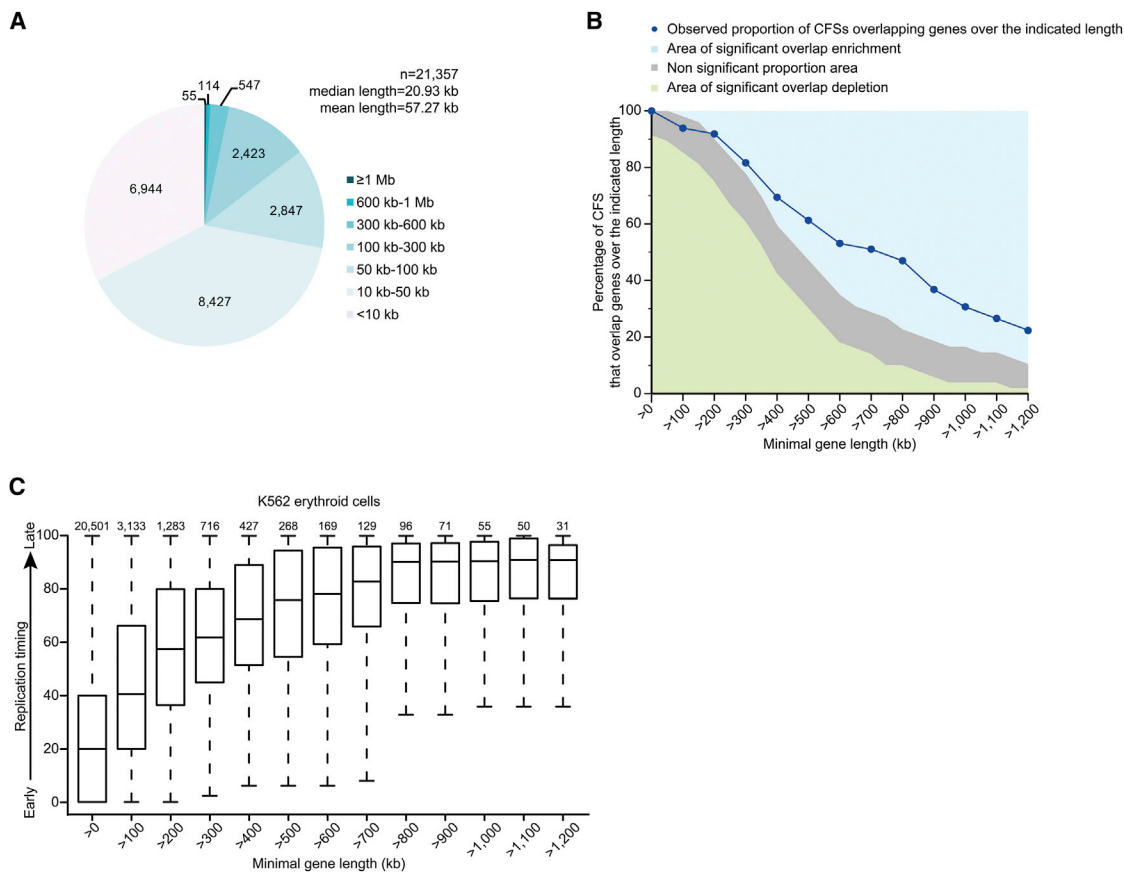 A
55
114
547
n=21,357
median length=20.93 kb
mean length=57.27 kb
2,423
6,944
2,847
8,427
≥1 Mb
600 kb-1 Mb
300 kb-600 kb
100 kb-300 kb
50 kb-100 kb
10 kb-50 kb
<10 kb
B
Observed proportion of CFSs overlapping genes over the indicated length
Area of significant overlap enrichment
Non significant proportion area
Area of significant overlap depletion
Percentage of CFS
that overlap genes over the indicated length
100
80
60
40
20
0
>0 >100 >200 >300 >400 >500 >600 >700 >800 >900 >1,000 >1,100 >1,200
Minimal gene length (kb)
C
K562 erythroid cells
20,501 3,133 1,283 716 427 268 169 129 96 71 55 50 31
Early Replication timing Late
100
80
60
40
20
0
>0 >100 >200 >300 >400 >500 >600 >700 >800 >900 >1,000 >1,100 >1,200
Minimal gene length (kb)